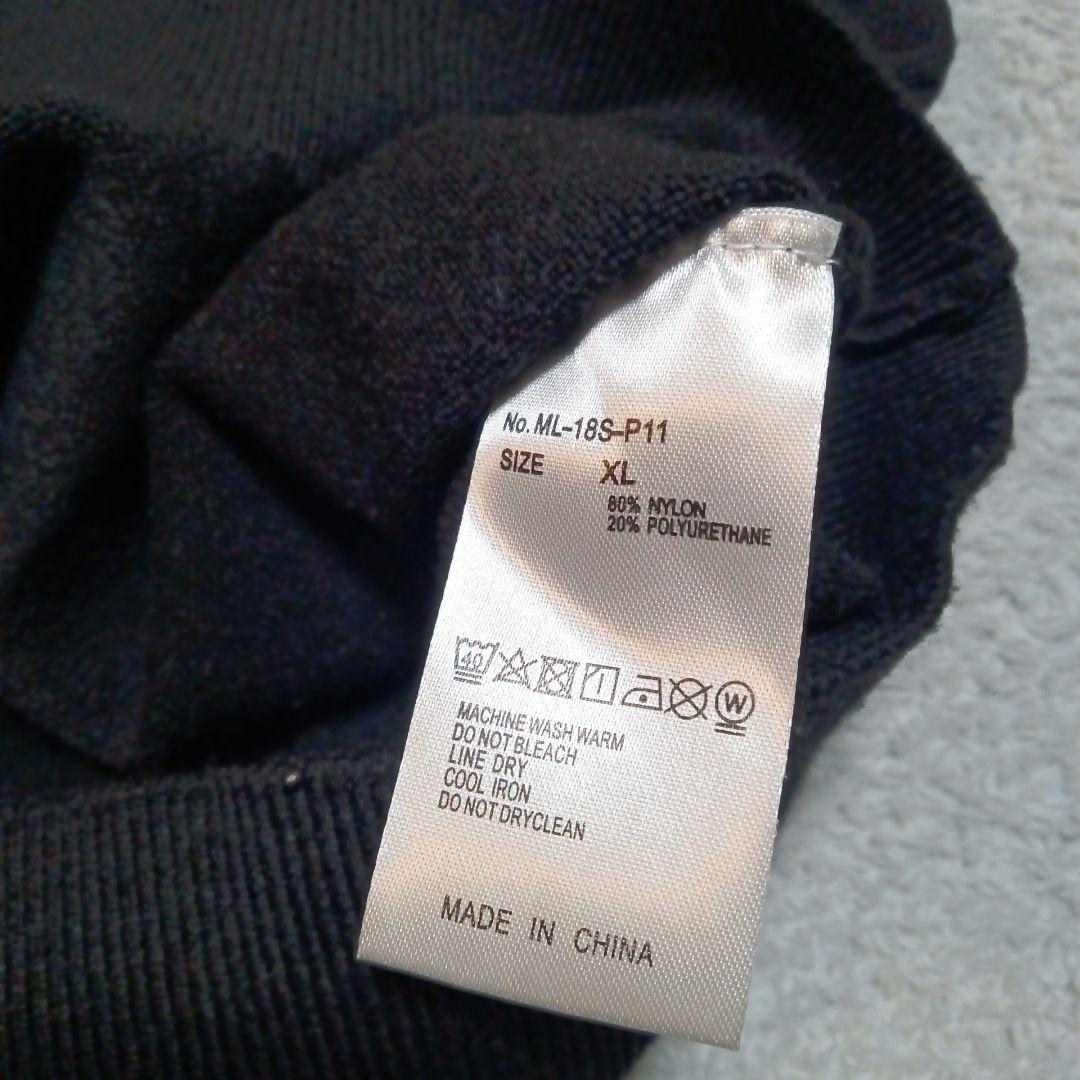 No. ML-18S-P11
SIZE XL
80% NYLON
20% POLYURETHANE
40 W
MACHINE WASH WARM
DO NOT BLEACH
LINE DRY
COOL IRON
DO NOT DRYCLEAN
MADE IN CHINA